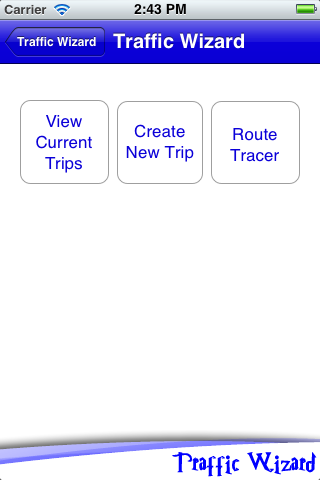 Carrier 2:43 PM
Traffic Wizard Traffic Wizard
View
Current
Trips
Create
New Trip
Route
Tracer
Traffic Wizard